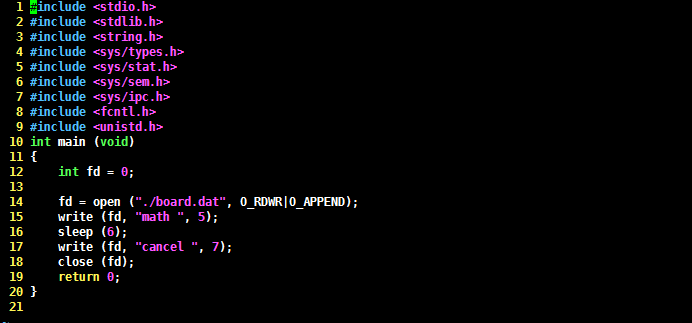 1 #include <stdio.h>
2 #include <stdlib.h>
3 #include <string.h>
4 #include <sys/types.h>
5 #include <sys/stat.h>
6 #include <sys/sem.h>
7 #include <sys/ipc.h>
8 #include <fcntl.h>
9 #include <unistd.h>
10 int main (void)
11 {
12     int fd = 0;
13
14     fd = open ("./board.dat", O_RDWR|O_APPEND);
15     write (fd, "math ", 5);
16     sleep (6);
17     write (fd, "cancel ", 7);
18     close (fd);
19     return 0;
20 }
21